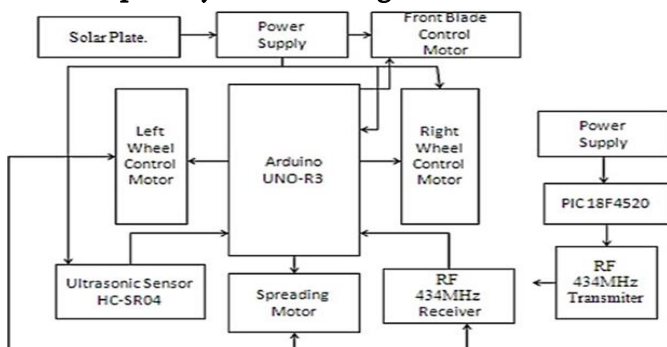 Solar Plate.
Power
Supply
Front Blade
Control
Motor
Left
Wheel
Control
Motor
Arduino
UNO-R3
Right
Wheel
Control
Motor
Power
Supply
PIC 18F4520
RF
434MHz
Transmiter
Ultrasonic Sensor
HC-SR04
Spreading
Motor
RF
434MHz
Receiver